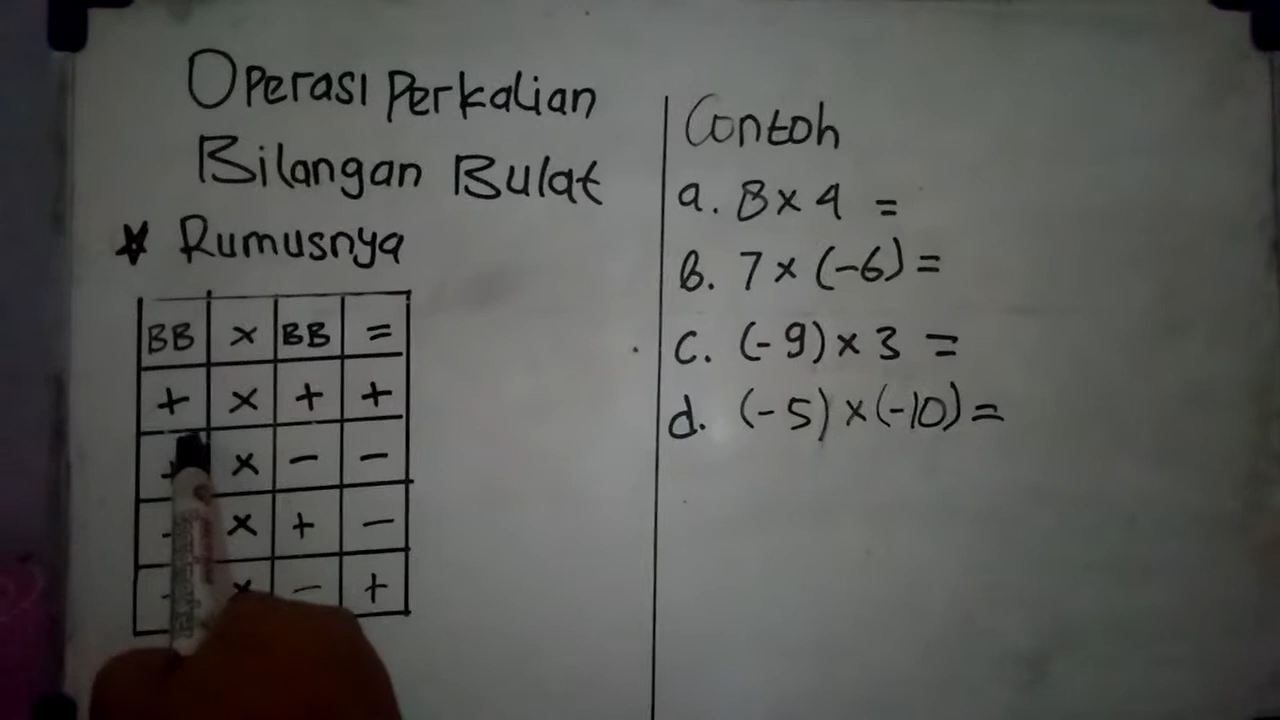 Operasi Perkalian
Bilangan Bulat
★ Rumusnya
BB × BB =
+ × + +
× − −
× + −
× − +
Contoh
a. 8 × 4 =
b. 7 × (-6) =
c. (-9) × 3 =
d. (-5) × (-10) =